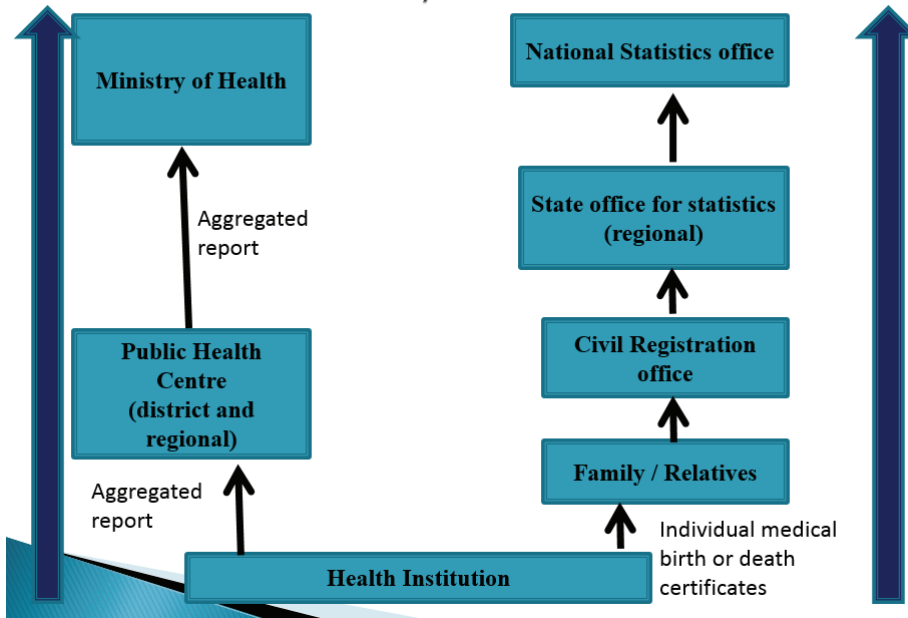 Ministry of Health
National Statistics office
Aggregated
report
State office for statistics
(regional)
Public Health
Centre
(district and
regional)
Civil Registration
office
Family / Relatives
Aggregated
report
Individual medical
birth or death
certificates
Health Institution